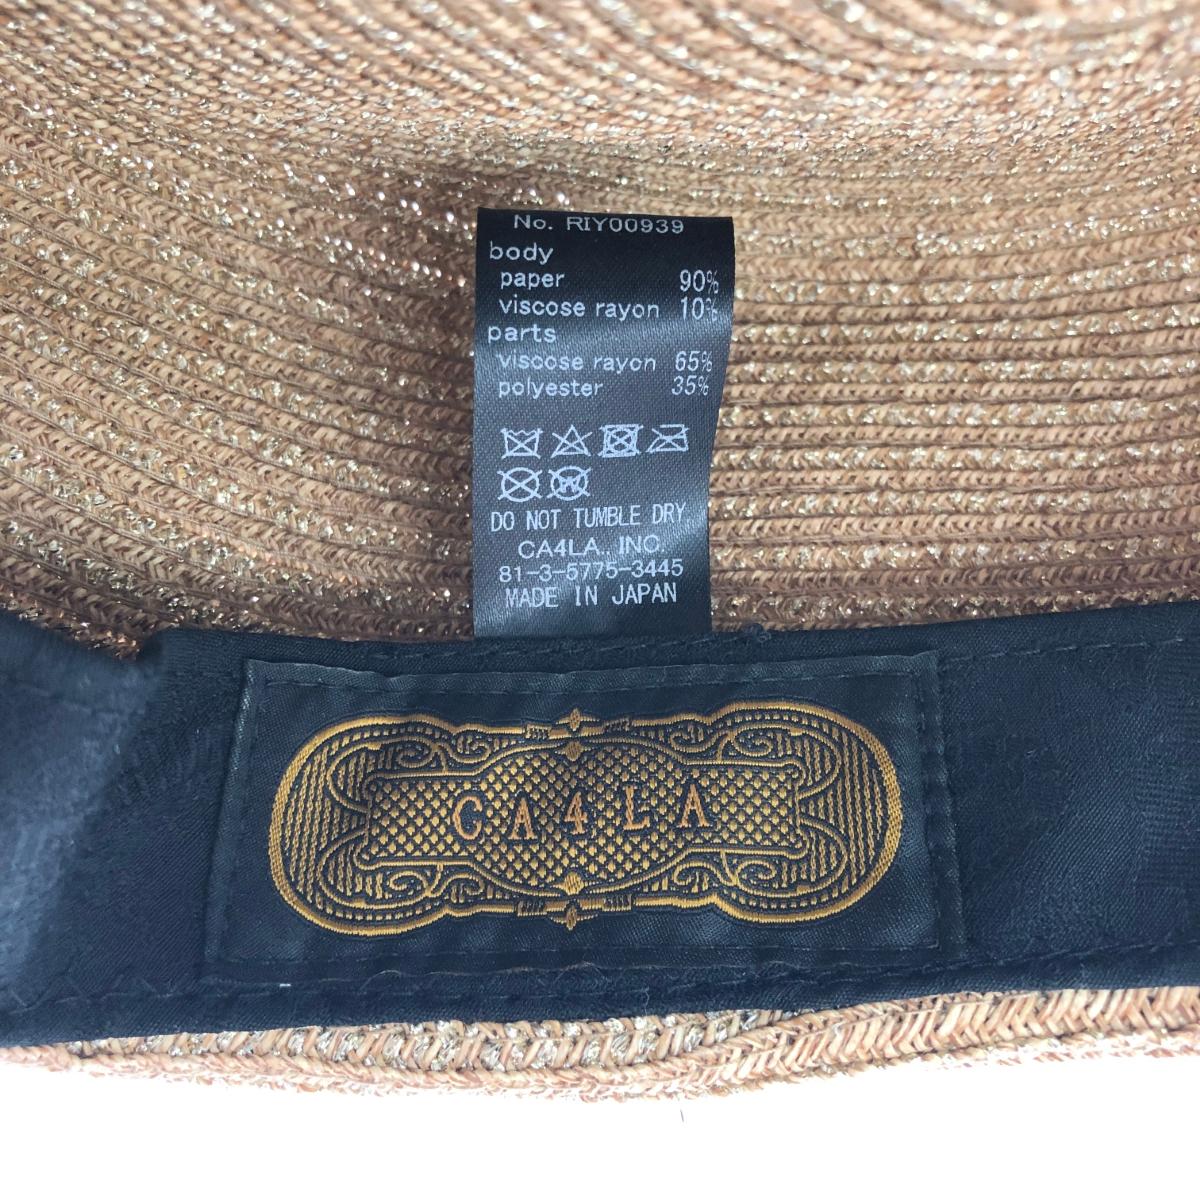 No. RIY00939
body
paper 90%
viscose rayon 10%
parts
viscose rayon 65%
polyester 35%
W
DO NOT TUMBLE DRY
CA4LA., INC.
81-3-5775-3445
MADE IN JAPAN
CA4LA